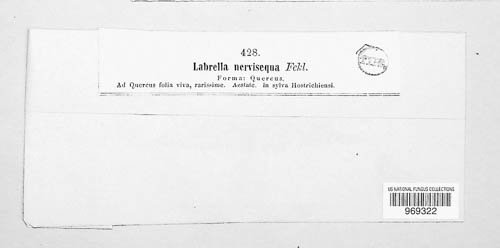 428.
Labrella nervisequa Fckl.
Forma: Quercus.
Ad Quercus folia viva, rarissime. Aestate. in sylva Hostrichiensi.
US NATIONAL FUNGUS COLLECTIONS
969322